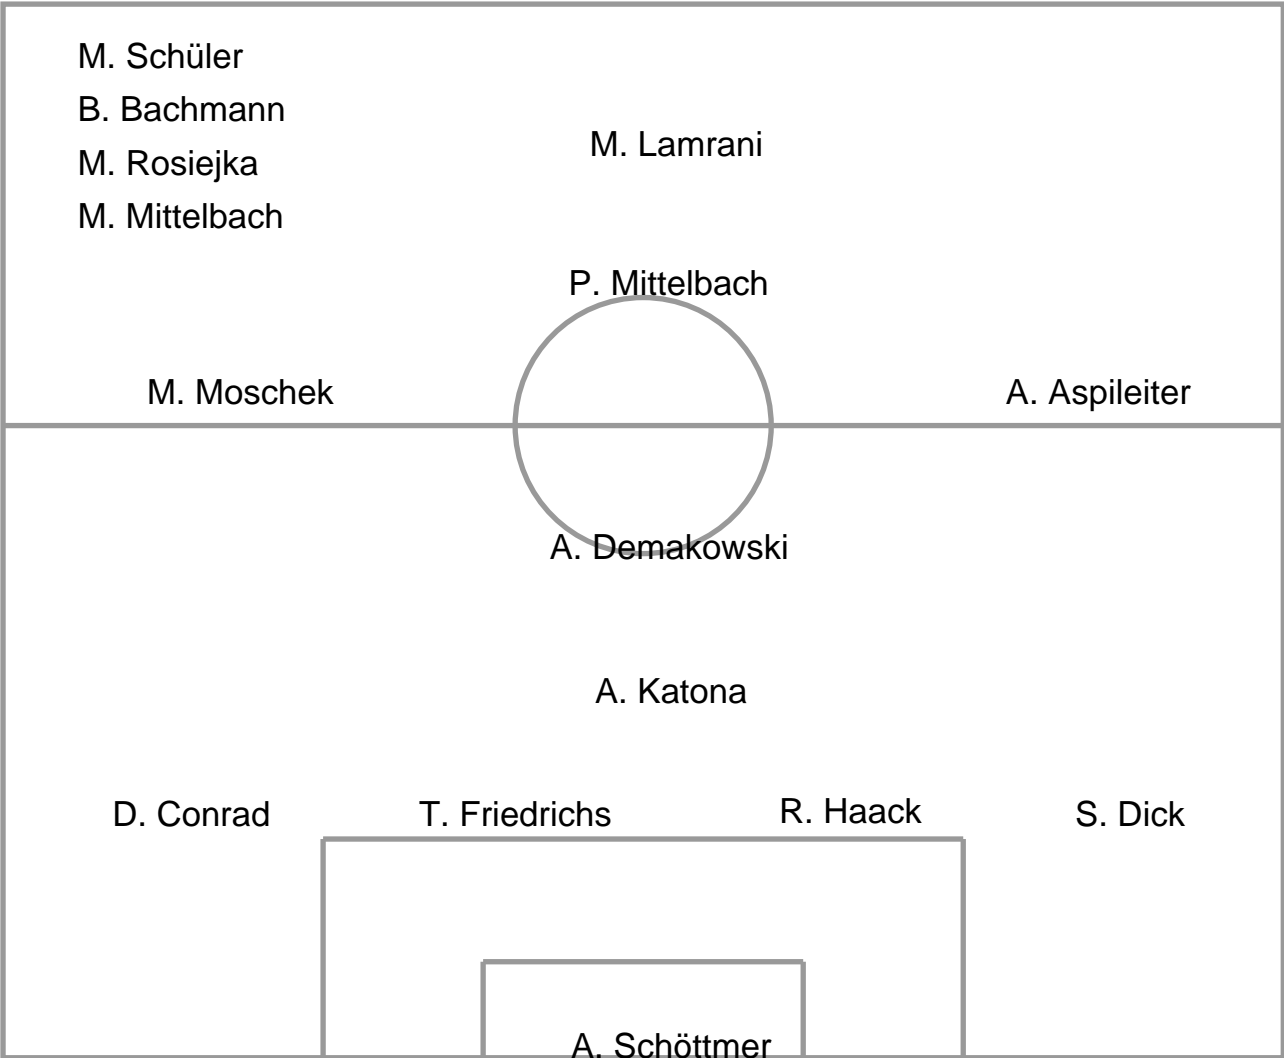 M. Schüler
B. Bachmann
M. Rosiejka
M. Mittelbach
M. Lamrani
P. Mittelbach
M. Moschek
A. Aspileiter
A. Demakowski
A. Katona
D. Conrad
T. Friedrichs
R. Haack
S. Dick
A. Schöttmer